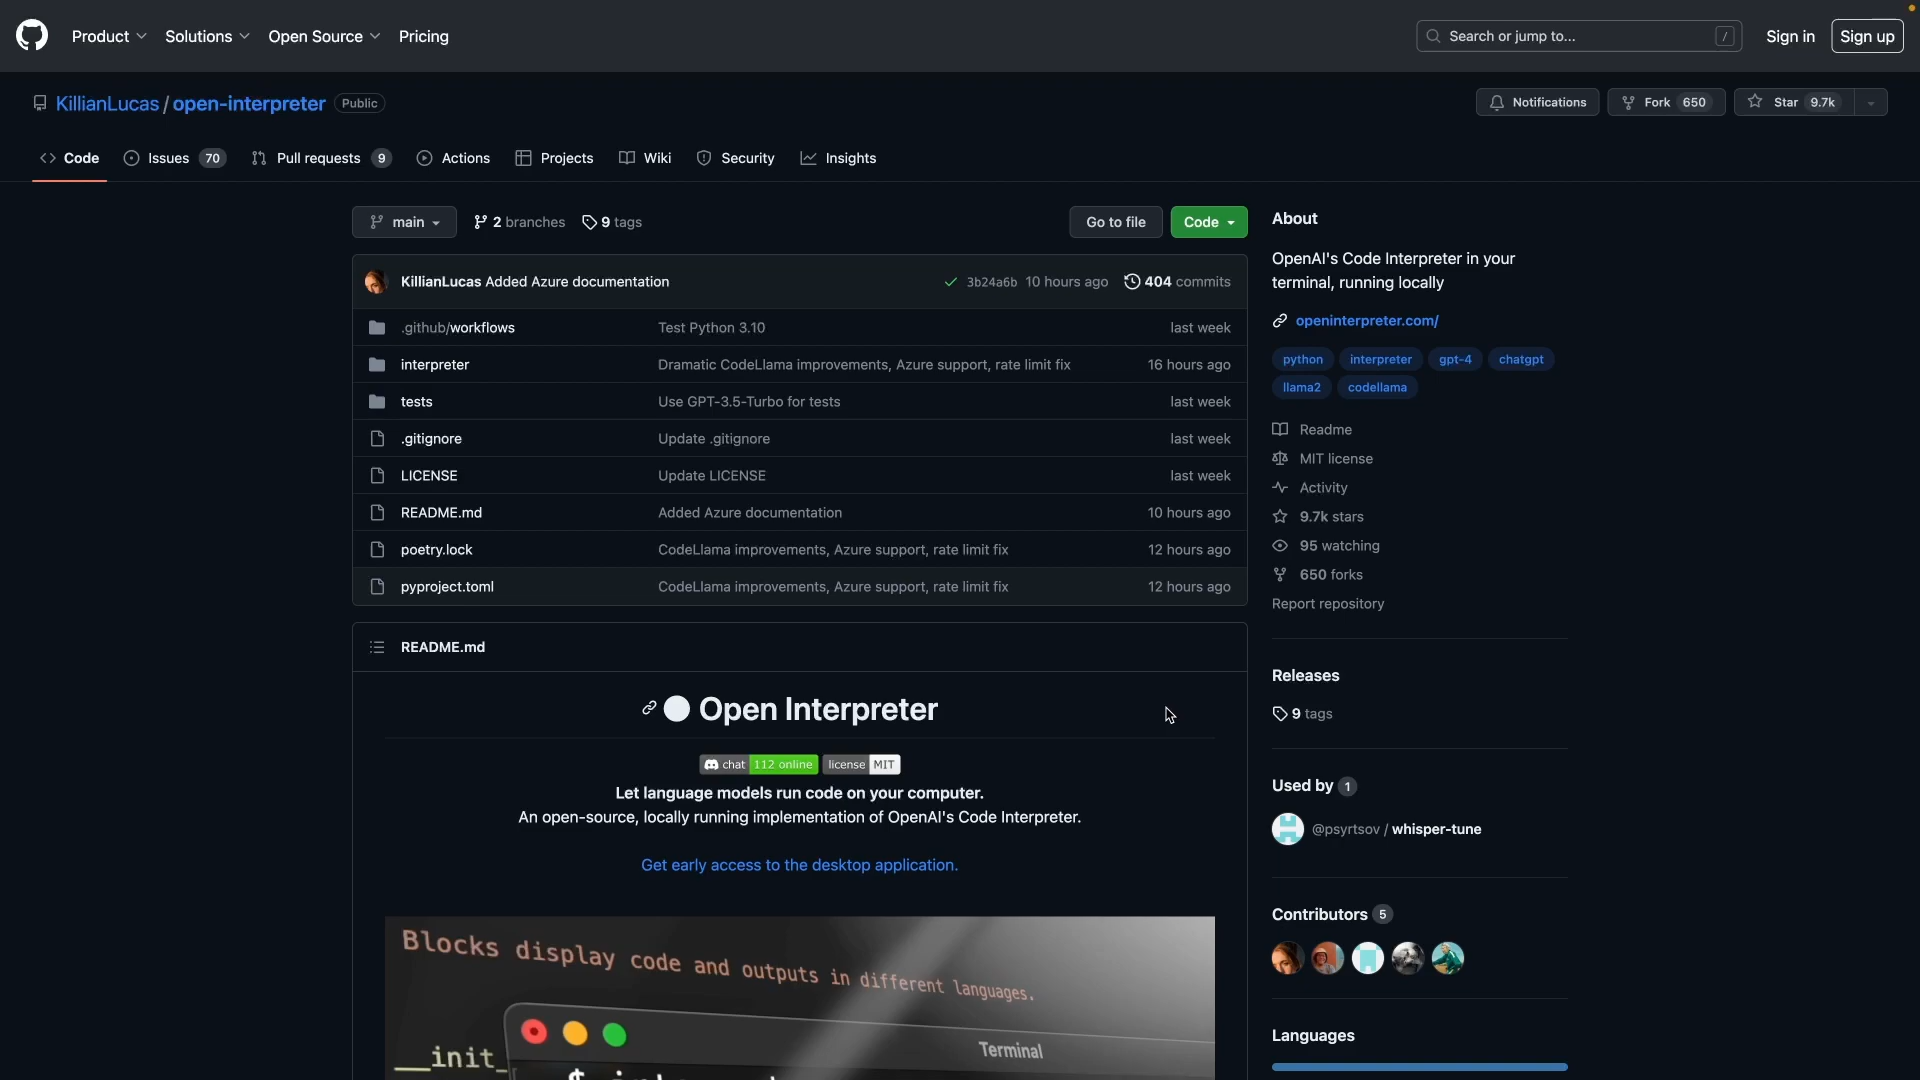 Product Solutions Open Source Pricing Search or jump to... / Sign in Sign up
KillianLucas / open-interpreter Public Notifications Fork 650 Star 9.7k
Code Issues 70 Pull requests 9 Actions Projects Wiki Security Insights
main 2 branches 9 tags Go to file Code
KillianLucas Added Azure documentation 3b24a6b 10 hours ago 404 commits
.github/workflows Test Python 3.10 last week
interpreter Dramatic CodeLlama improvements, Azure support, rate limit fix 16 hours ago
tests Use GPT-3.5-Turbo for tests last week
.gitignore Update .gitignore last week
LICENSE Update LICENSE last week
README.md Added Azure documentation 10 hours ago
poetry.lock CodeLlama improvements, Azure support, rate limit fix 12 hours ago
pyproject.toml CodeLlama improvements, Azure support, rate limit fix 12 hours ago
README.md
Open Interpreter
chat 112 online license MIT
Let language models run code on your computer.
An open-source, locally running implementation of OpenAI's Code Interpreter.
Get early access to the desktop application.
Blocks display code and outputs in different languages.
Terminal
__init_
About
OpenAI's Code Interpreter in your
terminal, running locally
openinterpreter.com/
python interpreter gpt-4 chatgpt
llama2 codellama
Readme
MIT license
Activity
9.7k stars
95 watching
650 forks
Report repository
Releases
9 tags
Used by 1
@psyrtsov / whisper-tune
Contributors 5
Languages